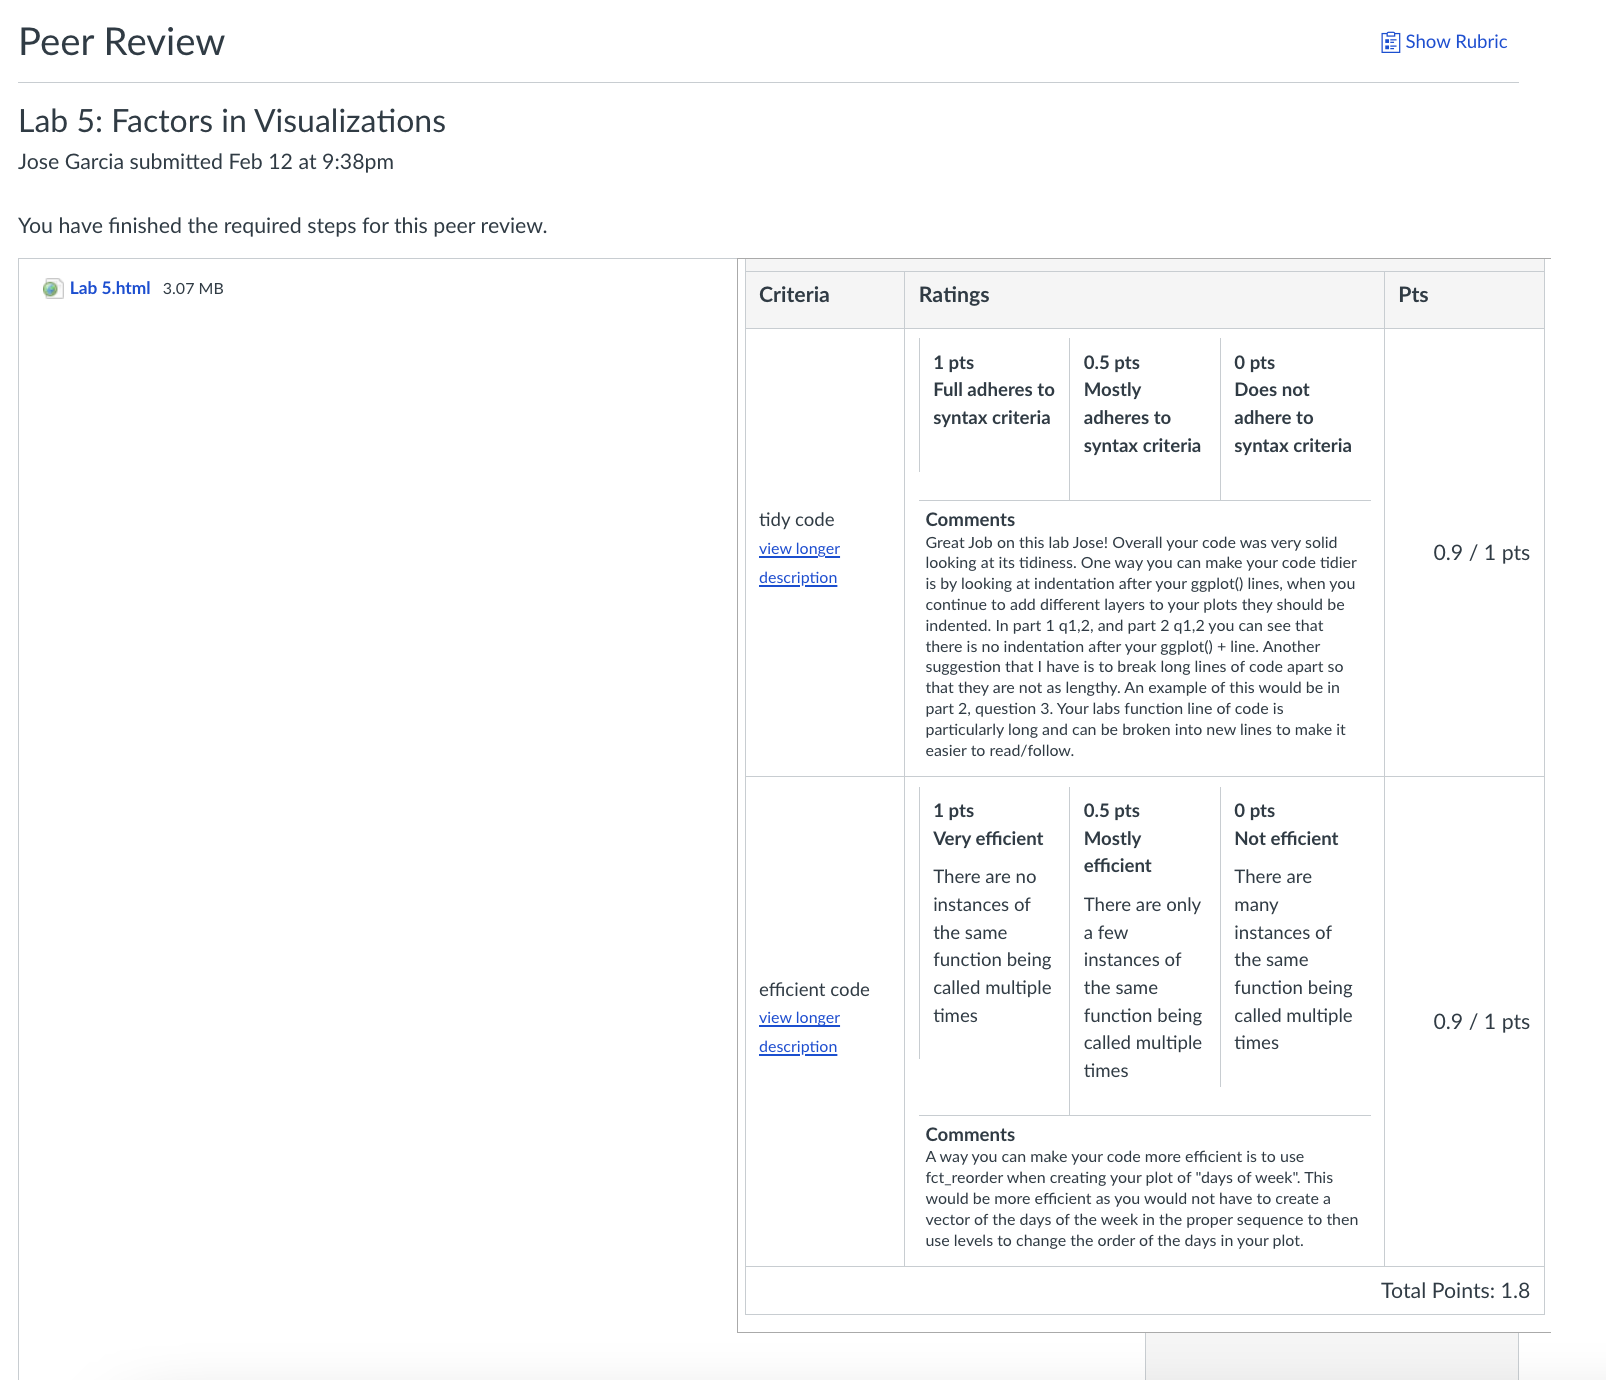 Peer Review
Show Rubric
Lab 5: Factors in Visualizations
Jose Garcia submitted Feb 12 at 9:38pm
You have finished the required steps for this peer review.
Lab 5.html 3.07 MB
Criteria
Ratings
Pts
tidy code
view longer
description
1 pts
Full adheres to
syntax criteria
0.5 pts
Mostly
adheres to
syntax criteria
0 pts
Does not
adhere to
syntax criteria
Comments
Great Job on this lab Jose! Overall your code was very solid
looking at its tidiness. One way you can make your code tidier
is by looking at indentation after your ggplot() lines, when you
continue to add different layers to your plots they should be
indented. In part 1 q1,2, and part 2 q1,2 you can see that
there is no indentation after your ggplot() + line. Another
suggestion that I have is to break long lines of code apart so
that they are not as lengthy. An example of this would be in
part 2, question 3. Your labs function line of code is
particularly long and can be broken into new lines to make it
easier to read/follow.
0.9 / 1 pts
efficient code
view longer
description
1 pts
Very efficient
There are no
instances of
the same
function being
called multiple
times
0.5 pts
Mostly
efficient
There are only
a few
instances of
the same
function being
called multiple
times
0 pts
Not efficient
There are
many
instances of
the same
function being
called multiple
times
Comments
A way you can make your code more efficient is to use
fct_reorder when creating your plot of "days of week". This
would be more efficient as you would not have to create a
vector of the days of the week in the proper sequence to then
use levels to change the order of the days in your plot.
0.9 / 1 pts
Total Points: 1.8